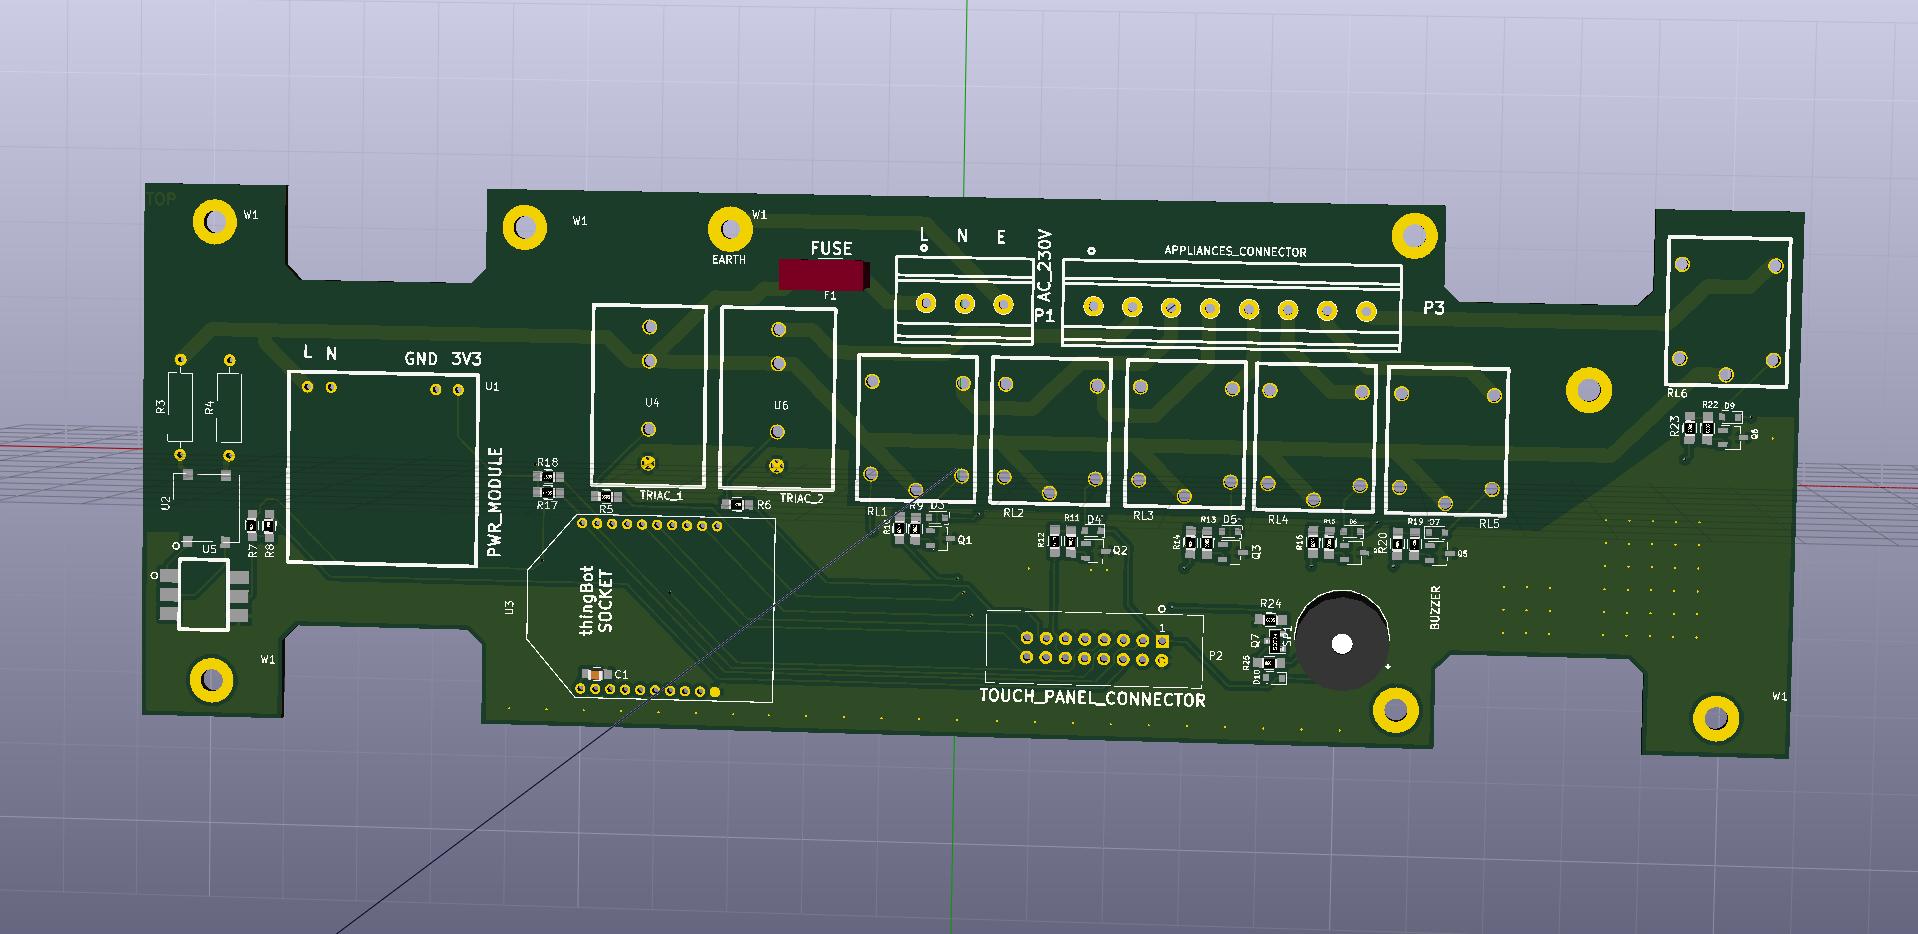 TOP
W1
W1
W1
EARTH
FUSE
F1
L N E
AC_230V
P1
APPLIANCES_CONNECTOR
P3
L N
GND 3V3
U1
R3
R4
U4
U6
RL6
R22
D9
R23
Q6
PWR_MODULE
R18
R17
R5
TRIAC_1
R6
TRIAC_2
U2
U5
R7
R8
RL1
R9
D3
R10
Q1
RL2
R11
D4
R12
Q2
RL3
R13
D5
R14
Q3
RL4
R15
D6
R16
RL5
R19
D7
R20
Q5
U3
thingBot
SOCKET
C1
1
P2
TOUCH_PANEL_CONNECTOR
R24
Q7
SP1
R25
D10
BUZZER
+
W1
W1